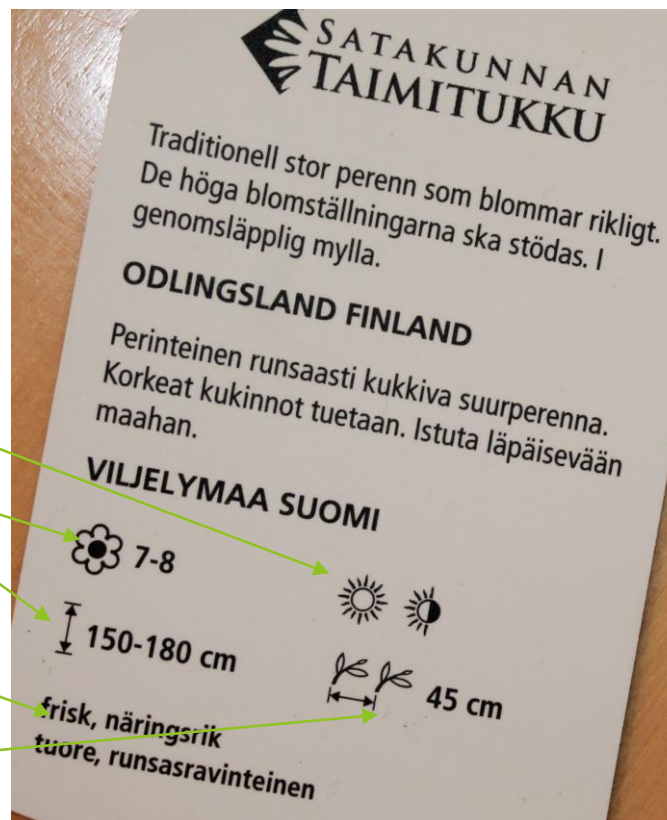 SATAKUNNAN
TAIMITUKKU
Traditionell stor perenn som blommar rikligt.
De höga blomställningarna ska stödas. I
genomsläpplig mylla.
ODLINGSLAND FINLAND
Perinteinen runsaasti kukkiva suurperenna.
Korkeat kukinnot tuetaan. Istuta läpäisevään
maahan.
VILJELYMAA SUOMI
7-8
150-180 cm
45 cm
frisk, näringsrik
tuore, runsasravinteinen